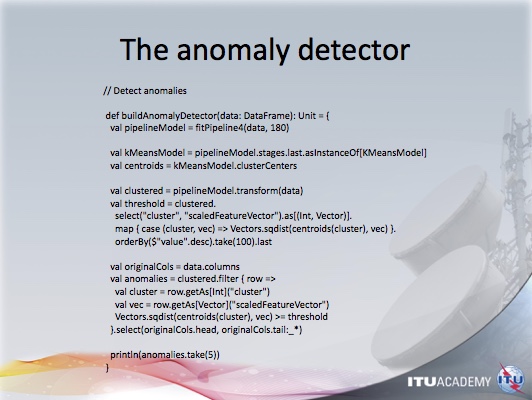 The anomaly detector
// Detect anomalies
def buildAnomalyDetector(data: DataFrame): Unit = {
val pipelineModel = fitPipeline4(data, 180)
val kMeansModel = pipelineModel.stages.last.asInstanceOf[KMeansModel]
val centroids = kMeansModel.clusterCenters
val clustered = pipelineModel.transform(data)
val threshold = clustered.
select("cluster", "scaledFeatureVector").as[(Int, Vector)].
map { case (cluster, vec) => Vectors.sqdist(centroids(cluster), vec) }.
orderBy($"value".desc).take(100).last
val originalCols = data.columns
val anomalies = clustered.filter { row =>
val cluster = row.getAs[Int]("cluster")
val vec = row.getAs[Vector]("scaledFeatureVector")
Vectors.sqdist(centroids(cluster), vec) >= threshold
}.select(originalCols.head, originalCols.tail:_*)
println(anomalies.take(5))
}
ITUACADEMY ITU